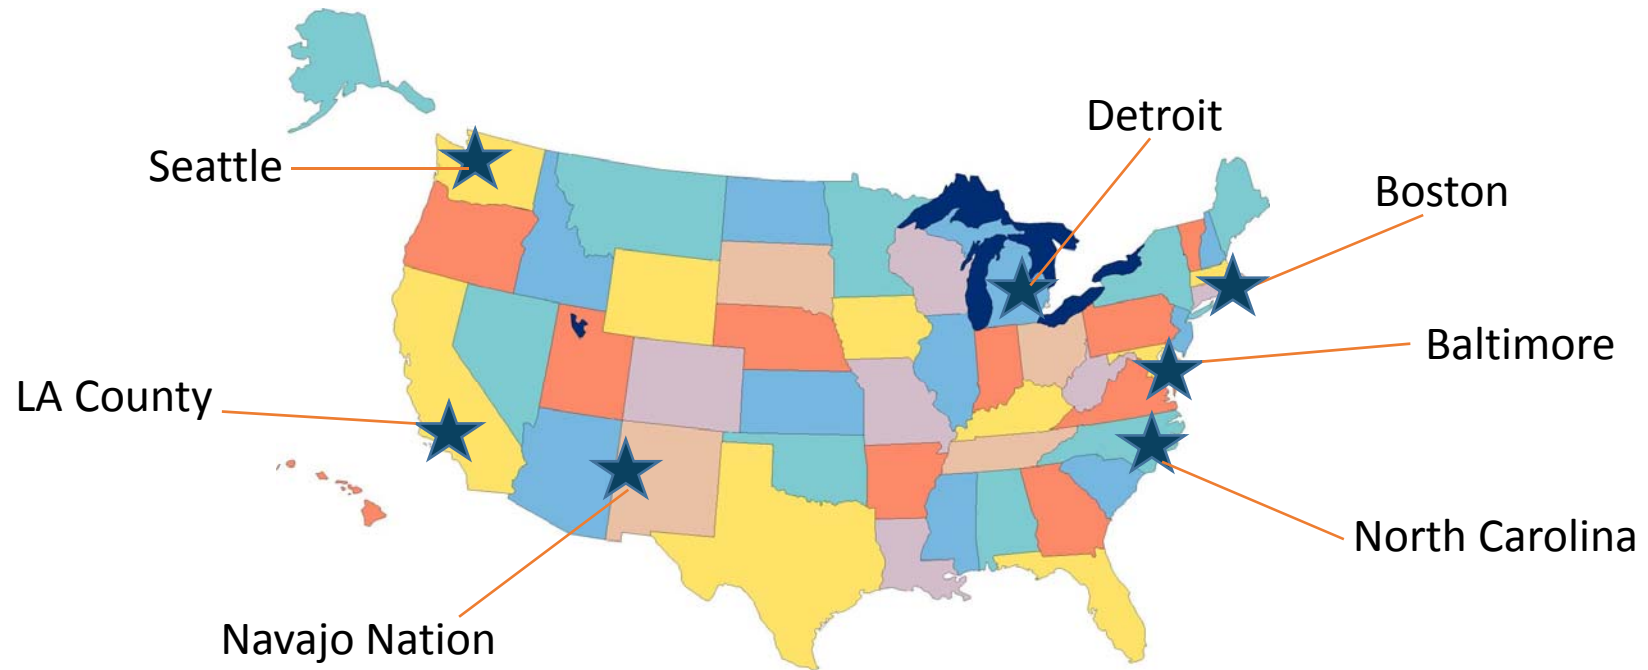 Detroit
Seattle
Boston
Baltimore
LA County
North Carolina
Navajo Nation